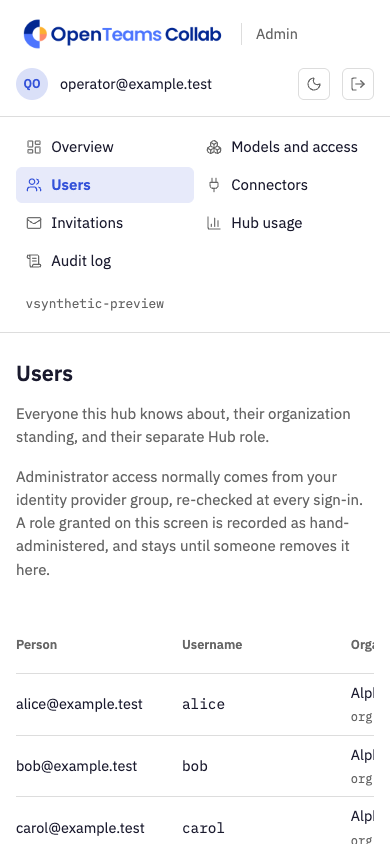 OpenTeams Collab
Admin
QO
operator@example.test
Overview
Models and access
Users
Connectors
Invitations
Hub usage
Audit log
vsynthetic-preview
Users
Everyone this hub knows about, their organization
standing, and their separate Hub role.
Administrator access normally comes from your
identity provider group, re-checked at every sign-in.
A role granted on this screen is recorded as hand-
administered, and stays until someone removes it
here.
Person Username
alice@example.test alice
org
bob@example.test bob
org
carol@example.test carol